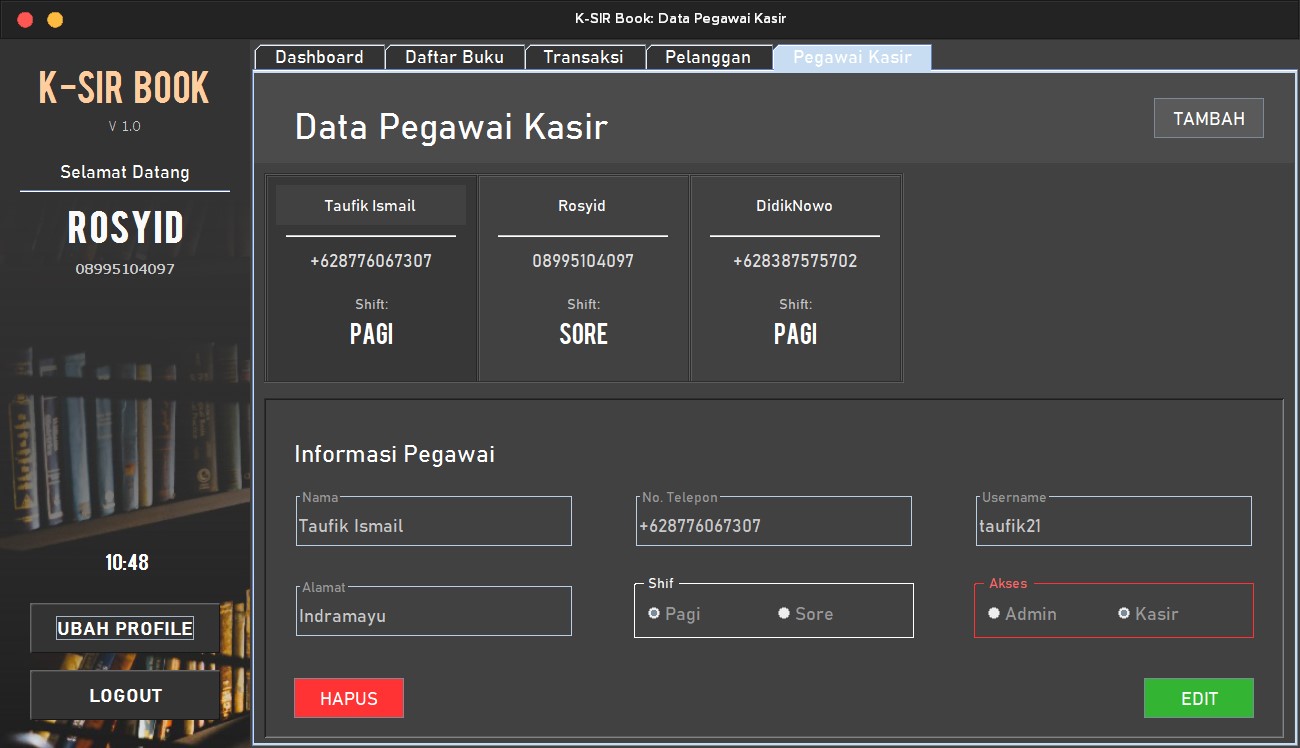 K-SIR Book: Data Pegawai Kasir
K-SIR BOOK
V 1.0
Selamat Datang
ROSYID
08995104097
10:48
UBAH PROFILE
LOGOUT
Dashboard Daftar Buku Transaksi Pelanggan Pegawai Kasir
Data Pegawai Kasir
TAMBAH
Taufik Ismail
+628776067307
Shift:
PAGI
Rosyid
08995104097
Shift:
SORE
DidikNowo
+628387575702
Shift:
PAGI
Informasi Pegawai
Nama
Taufik Ismail
No. Telepon
+628776067307
Username
taufik21
Alamat
Indramayu
Shif
Pagi Sore
Akses
Admin Kasir
HAPUS
EDIT